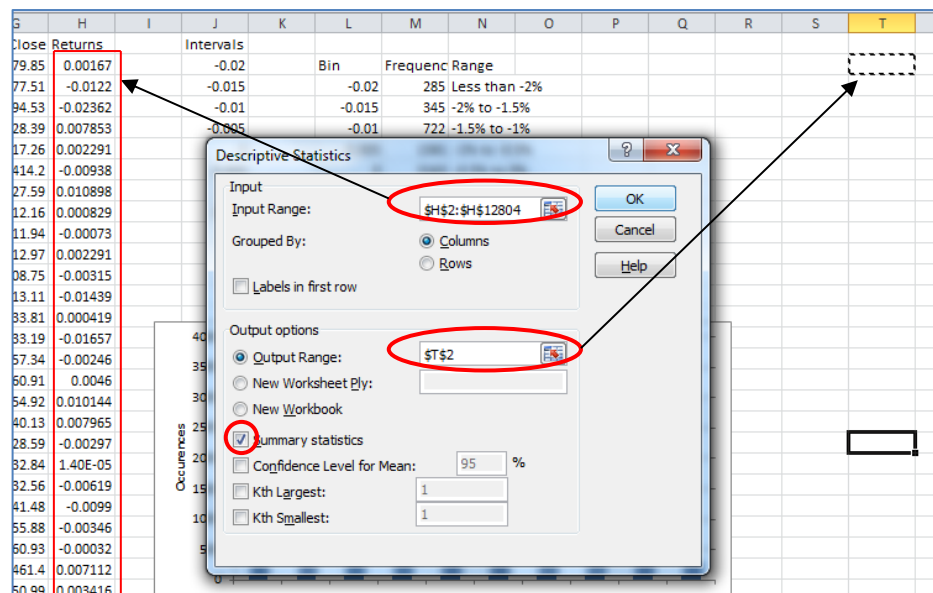 G H I J K L M N O P Q R S T
Close Returns Intervals
79.85 0.00167 -0.02 Bin Frequenc Range
77.51 -0.0122 -0.015 -0.02 285 Less than -2%
94.53 -0.02362 -0.01 -0.015 345 -2% to -1.5%
28.39 0.007853 -0.005 -0.01 722 -1.5% to -1%
17.26 0.002291
414.2 -0.00938
27.59 0.010898
12.16 0.000829
11.94 -0.00073
12.97 0.002291
08.75 -0.00315
13.11 -0.01439
33.81 0.000419
33.19 -0.01657
57.34 -0.00246
60.91 0.0046
54.92 0.010144
40.13 0.007965
28.59 -0.00297
32.84 1.40E-05
32.56 -0.00619
41.48 -0.0099
55.88 -0.00346
60.93 -0.00032
461.4 0.007112
50.99 0.003416
Descriptive Statistics
Input
Input Range: $H$2:$H$12804
OK
Grouped By: Columns
Cancel
Rows
Help
Labels in first row
Output options
Output Range: $T$2
New Worksheet Ply:
New Workbook
Summary statistics
Confidence Level for Mean: 95 %
Kth Largest: 1
Kth Smallest: 1
Occurences